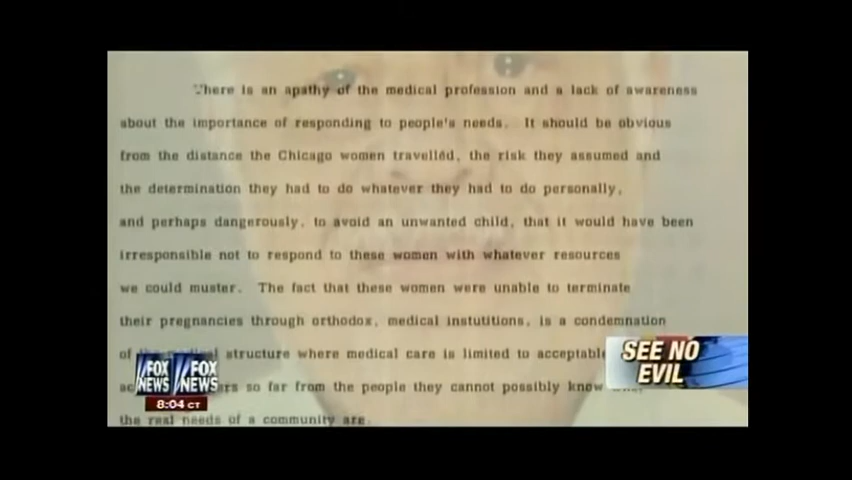 There is an apathy of the medical profession and a lack of awareness
about the importance of responding to people's needs. It should be obvious
from the distance the Chicago women travelled, the risk they assumed and
the determination they had to do whatever they had to do personally,
and perhaps dangerously, to avoid an unwanted child, that it would have been
irresponsible not to respond to these women with whatever resources
we could muster. The fact that these women were unable to terminate
their pregnancies through orthodox, medical instutitions, is a condemnation
of the medical structure where medical care is limited to acceptable
so far from the people they cannot possibly know
the real needs of a community are.
SEE NO
EVIL
FOX NEWS FOX NEWS
8:04 CT